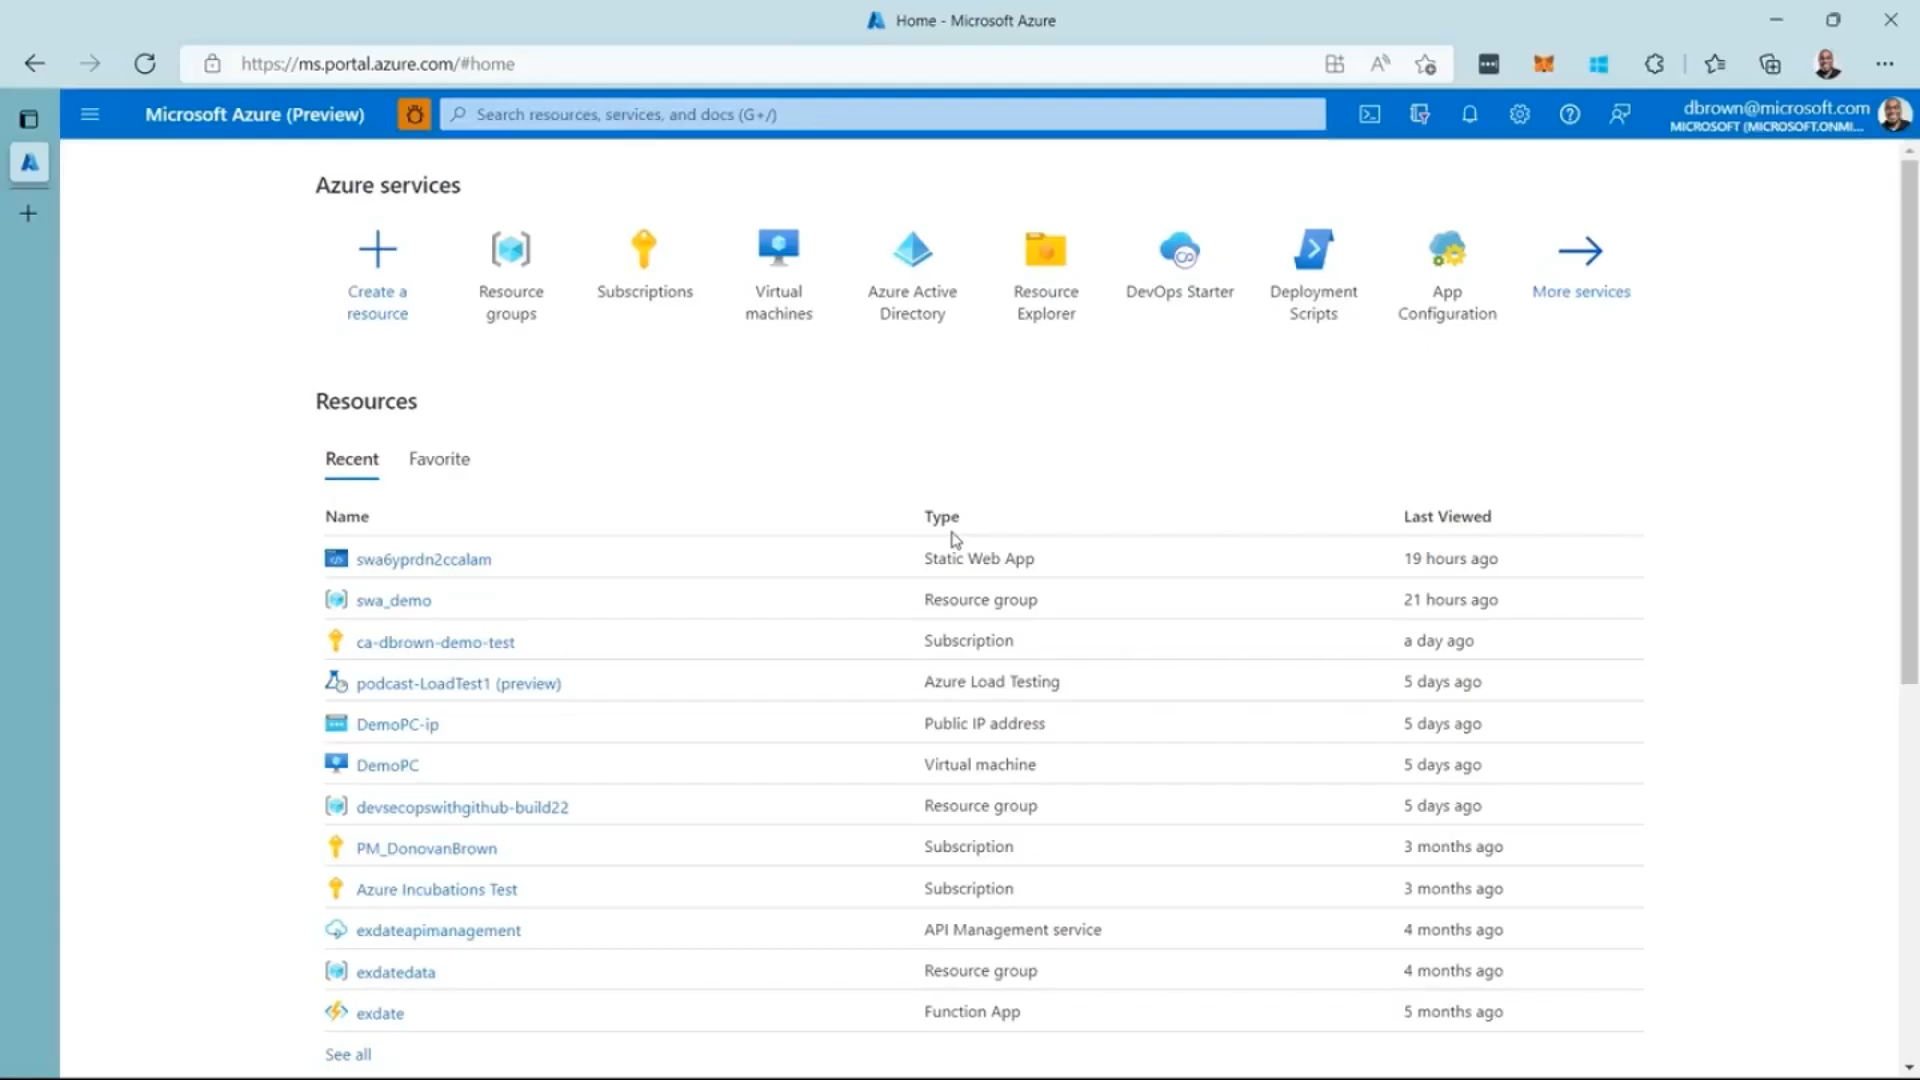 Home - Microsoft Azure
https://ms.portal.azure.com/#home
Microsoft Azure (Preview)
Search resources, services, and docs (G+/)
dbrown@microsoft.com
MICROSOFT (MICROSOFT.ONMI...
Azure services
Create a resource
Resource groups
Subscriptions
Virtual machines
Azure Active Directory
Resource Explorer
DevOps Starter
Deployment Scripts
App Configuration
More services
Resources
Recent Favorite
Name Type Last Viewed
swa6yprdn2ccalam Static Web App 19 hours ago
swa_demo Resource group 21 hours ago
ca-dbrown-demo-test Subscription a day ago
podcast-LoadTest1 (preview) Azure Load Testing 5 days ago
DemoPC-ip Public IP address 5 days ago
DemoPC Virtual machine 5 days ago
devsecopswithgithub-build22 Resource group 5 days ago
PM_DonovanBrown Subscription 3 months ago
Azure Incubations Test Subscription 3 months ago
exdateapimanagement API Management service 4 months ago
exdatedata Resource group 4 months ago
exdate Function App 5 months ago
See all